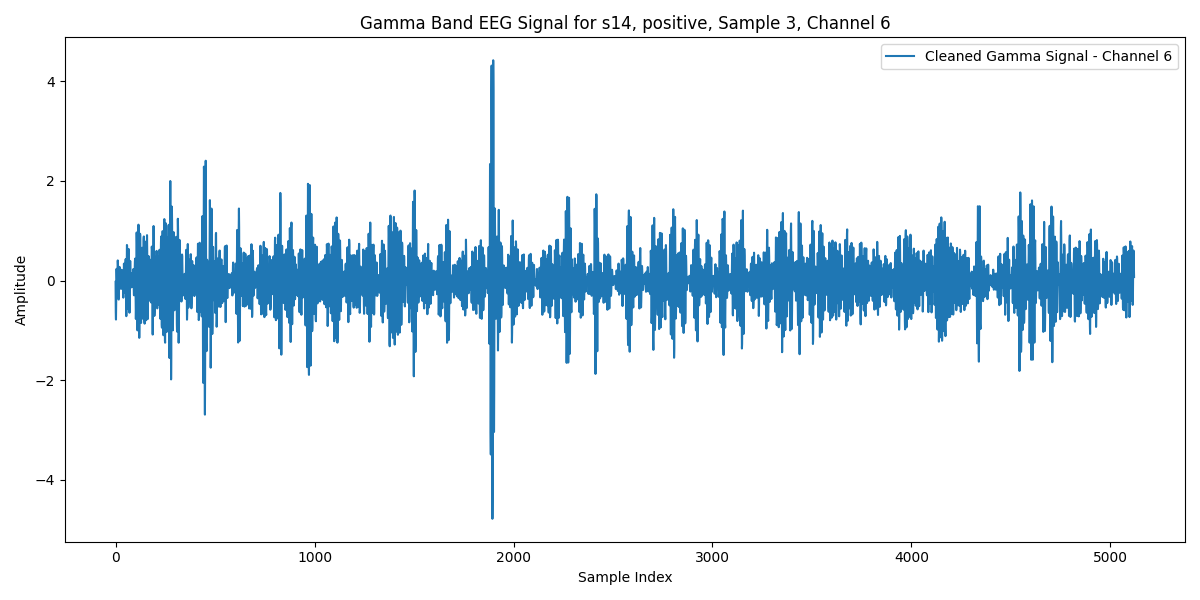 Gamma Band EEG Signal for s14, positive, Sample 3, Channel 6
Cleaned Gamma Signal - Channel 6
4
2
0
−2
−4
Amplitude
0 1000 2000 3000 4000 5000
Sample Index